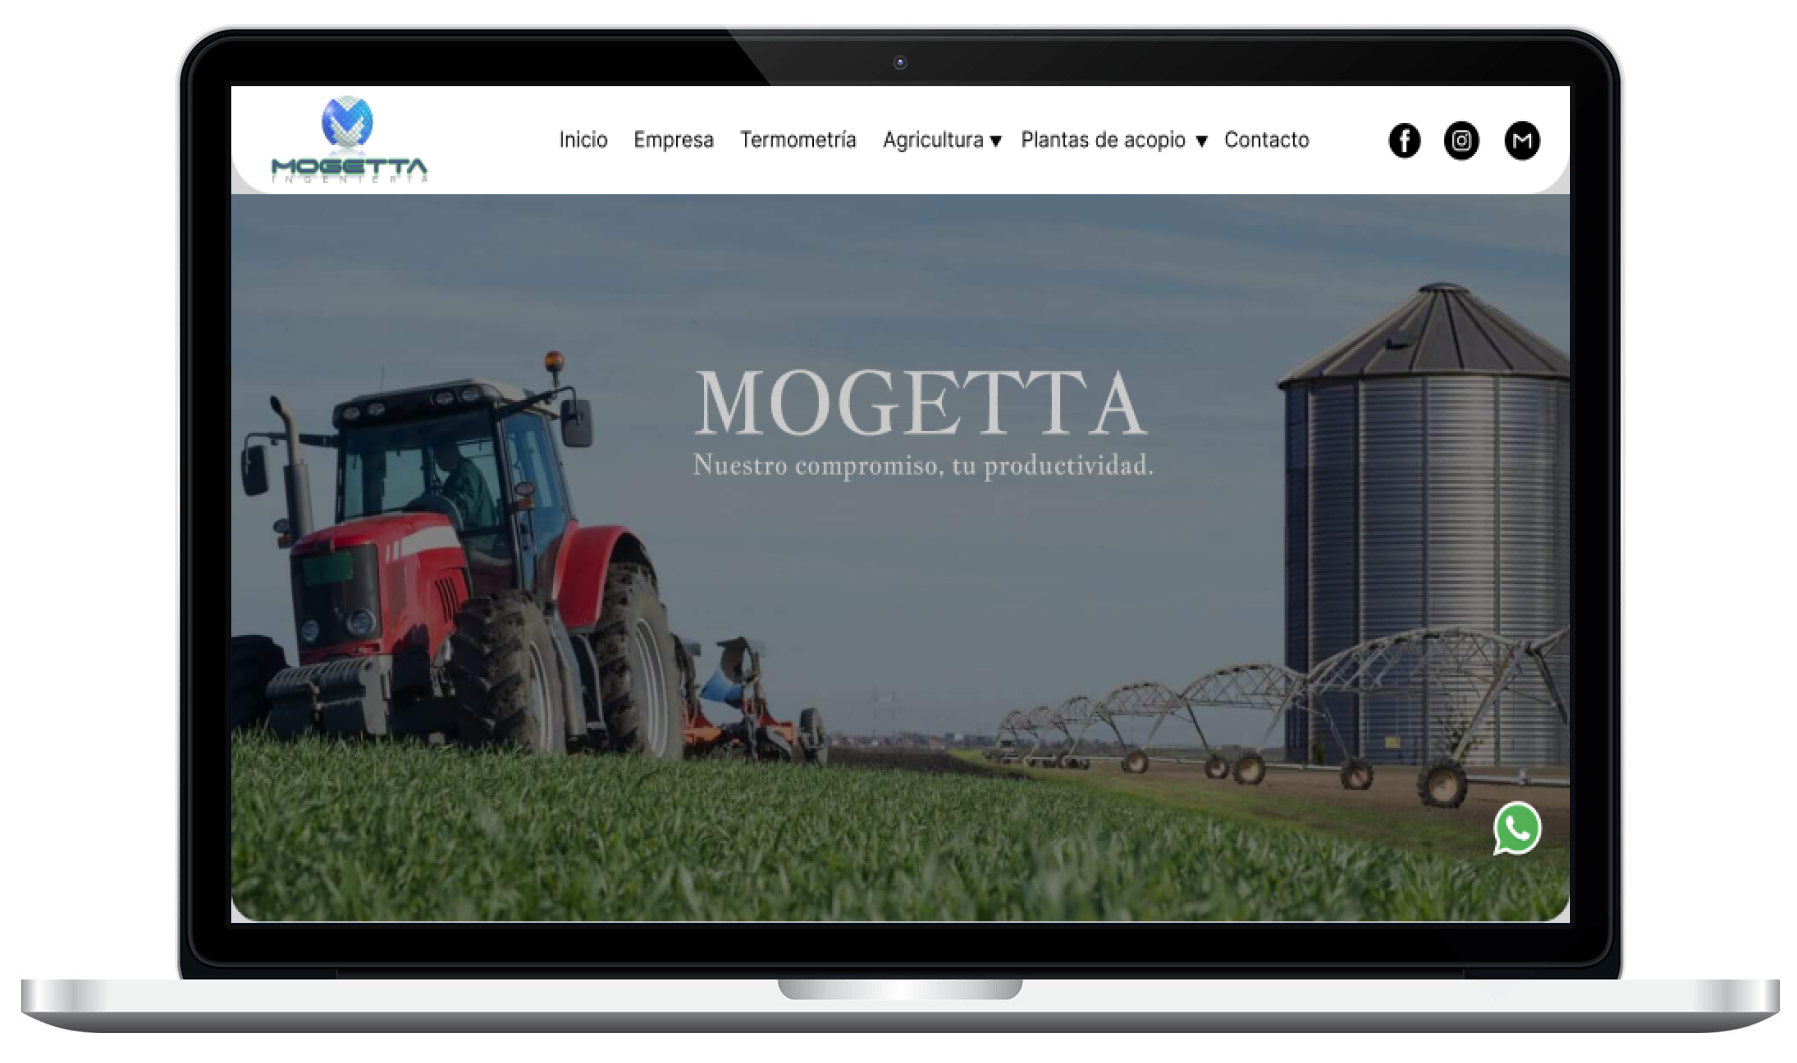 MOGETTA
INGENIERIA
Inicio Empresa Termometría Agricultura ▼ Plantas de acopio ▼ Contacto
MOGETTA
Nuestro compromiso, tu productividad.